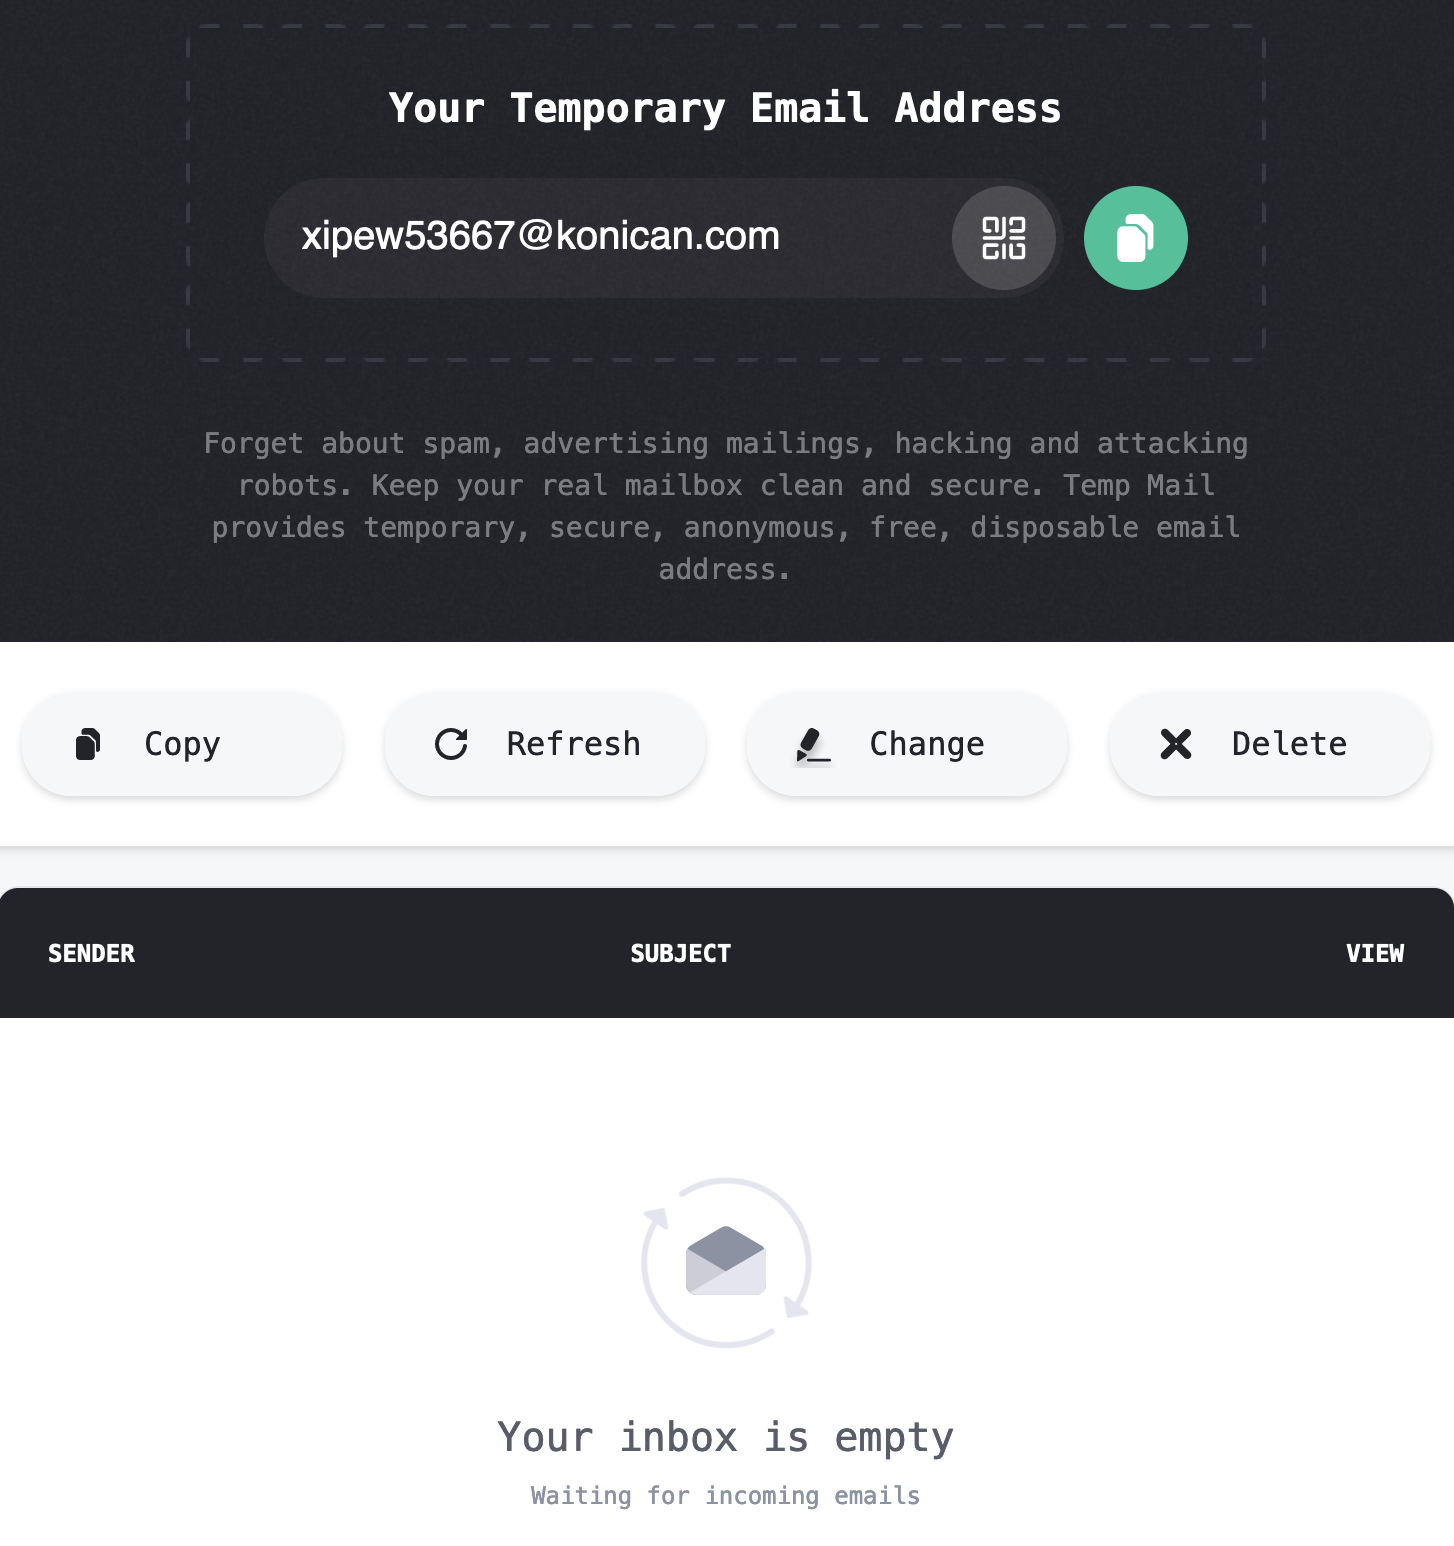 Your Temporary Email Address
xipew53667@konican.com
Forget about spam, advertising mailings, hacking and attacking
robots. Keep your real mailbox clean and secure. Temp Mail
provides temporary, secure, anonymous, free, disposable email
address.
Copy
Refresh
Change
Delete
SENDER
SUBJECT
VIEW
Your inbox is empty
Waiting for incoming emails